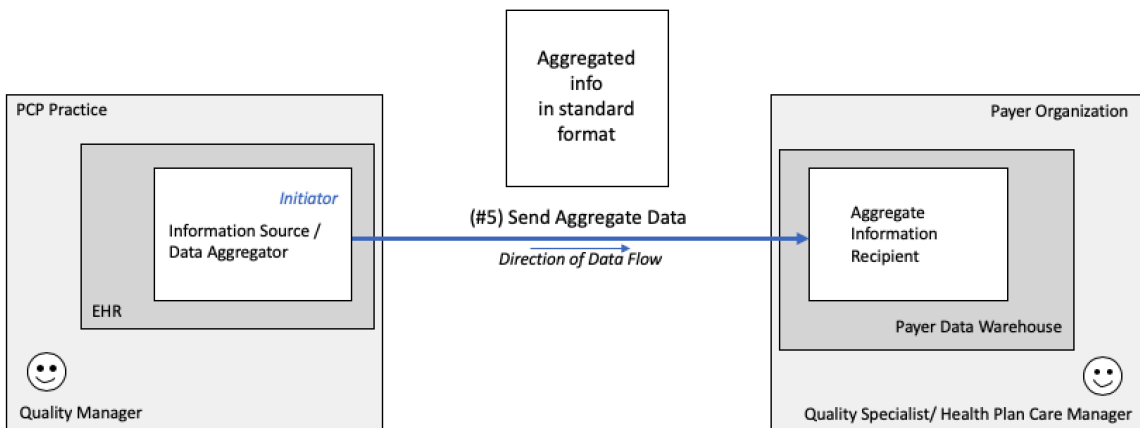 Aggregated
info
in standard
format
PCP Practice
Initiator
Information Source /
Data Aggregator
EHR
Quality Manager
(#5) Send Aggregate Data
Direction of Data Flow
Payer Organization
Aggregate
Information
Recipient
Payer Data Warehouse
Quality Specialist/ Health Plan Care Manager